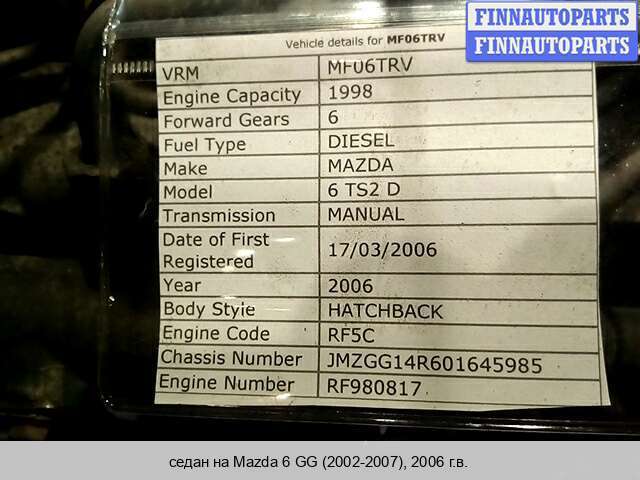 FINNAUTOPARTS
FINNAUTOPARTS
Vehicle details for MF06TRV
VRM MF06TRV
Engine Capacity 1998
Forward Gears 6
Fuel Type DIESEL
Make MAZDA
Model 6 TS2 D
Transmission MANUAL
Date of First
Registered 17/03/2006
Year 2006
Body Style HATCHBACK
Engine Code RF5C
Chassis Number JMZGG14R601645985
Engine Number RF980817
седан на Mazda 6 GG (2002-2007), 2006 г.в.